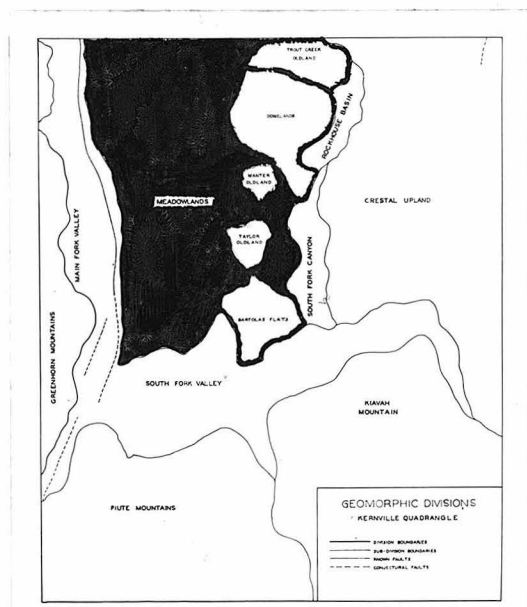 TROUT CREEK
OLDLAND
DOMELANDS
ROCKHOUSE BASIN
MANTER
OLDLAND
MEADOWLANDS
CRESTAL UPLAND
MAIN FORK VALLEY
TAYLOR
OLDLAND
SOUTH FORK CANYON
GREENHORN MOUNTAINS
BARTOLAS FLATS
SOUTH FORK VALLEY
KIAVAH
MOUNTAIN
PIUTE MOUNTAINS
GEOMORPHIC DIVISIONS
KERNVILLE QUADRANGLE
DIVISION BOUNDARIES
SUB-DIVISION BOUNDARIES
KNOWN FAULTS
CONJECTURAL FAULTS